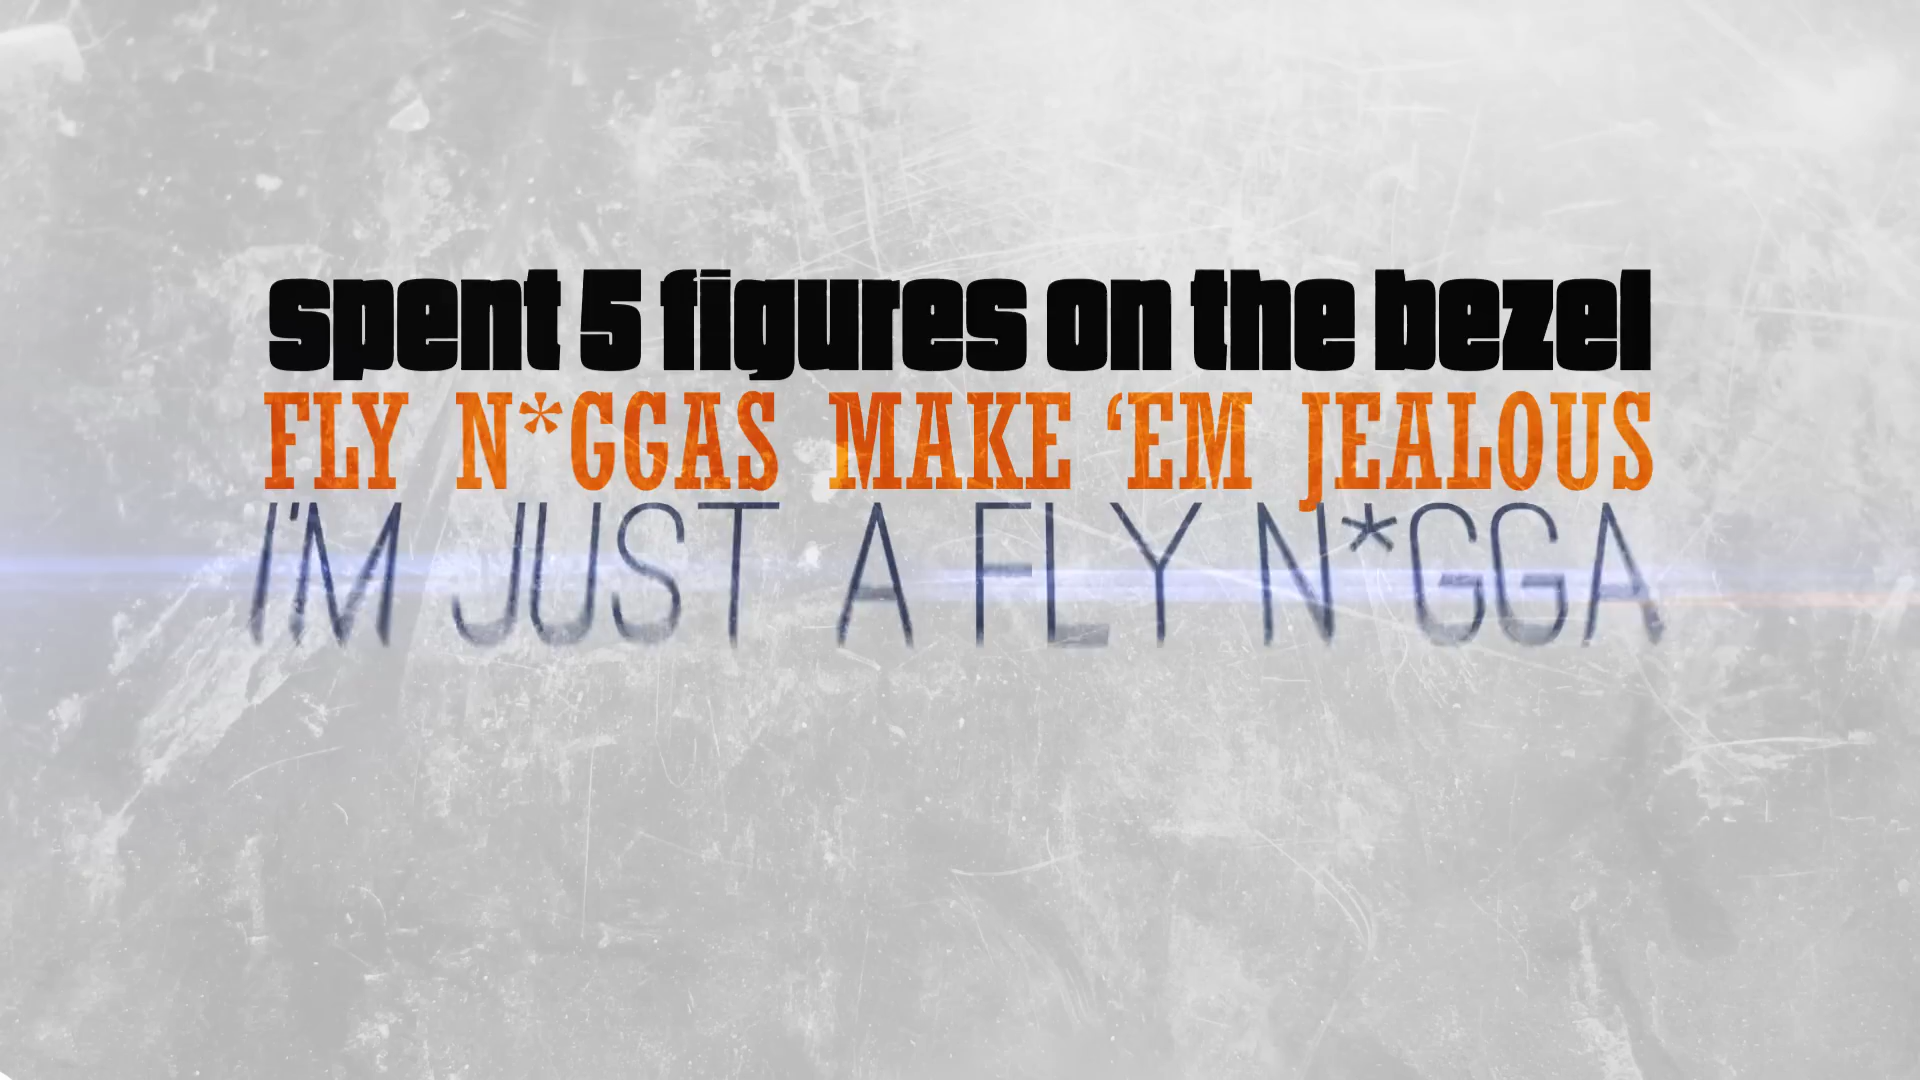 spent 5 figures on the bezel
FLY N*GGAS MAKE ‘EM JEALOUS
I'M JUST A FLY N*GGA